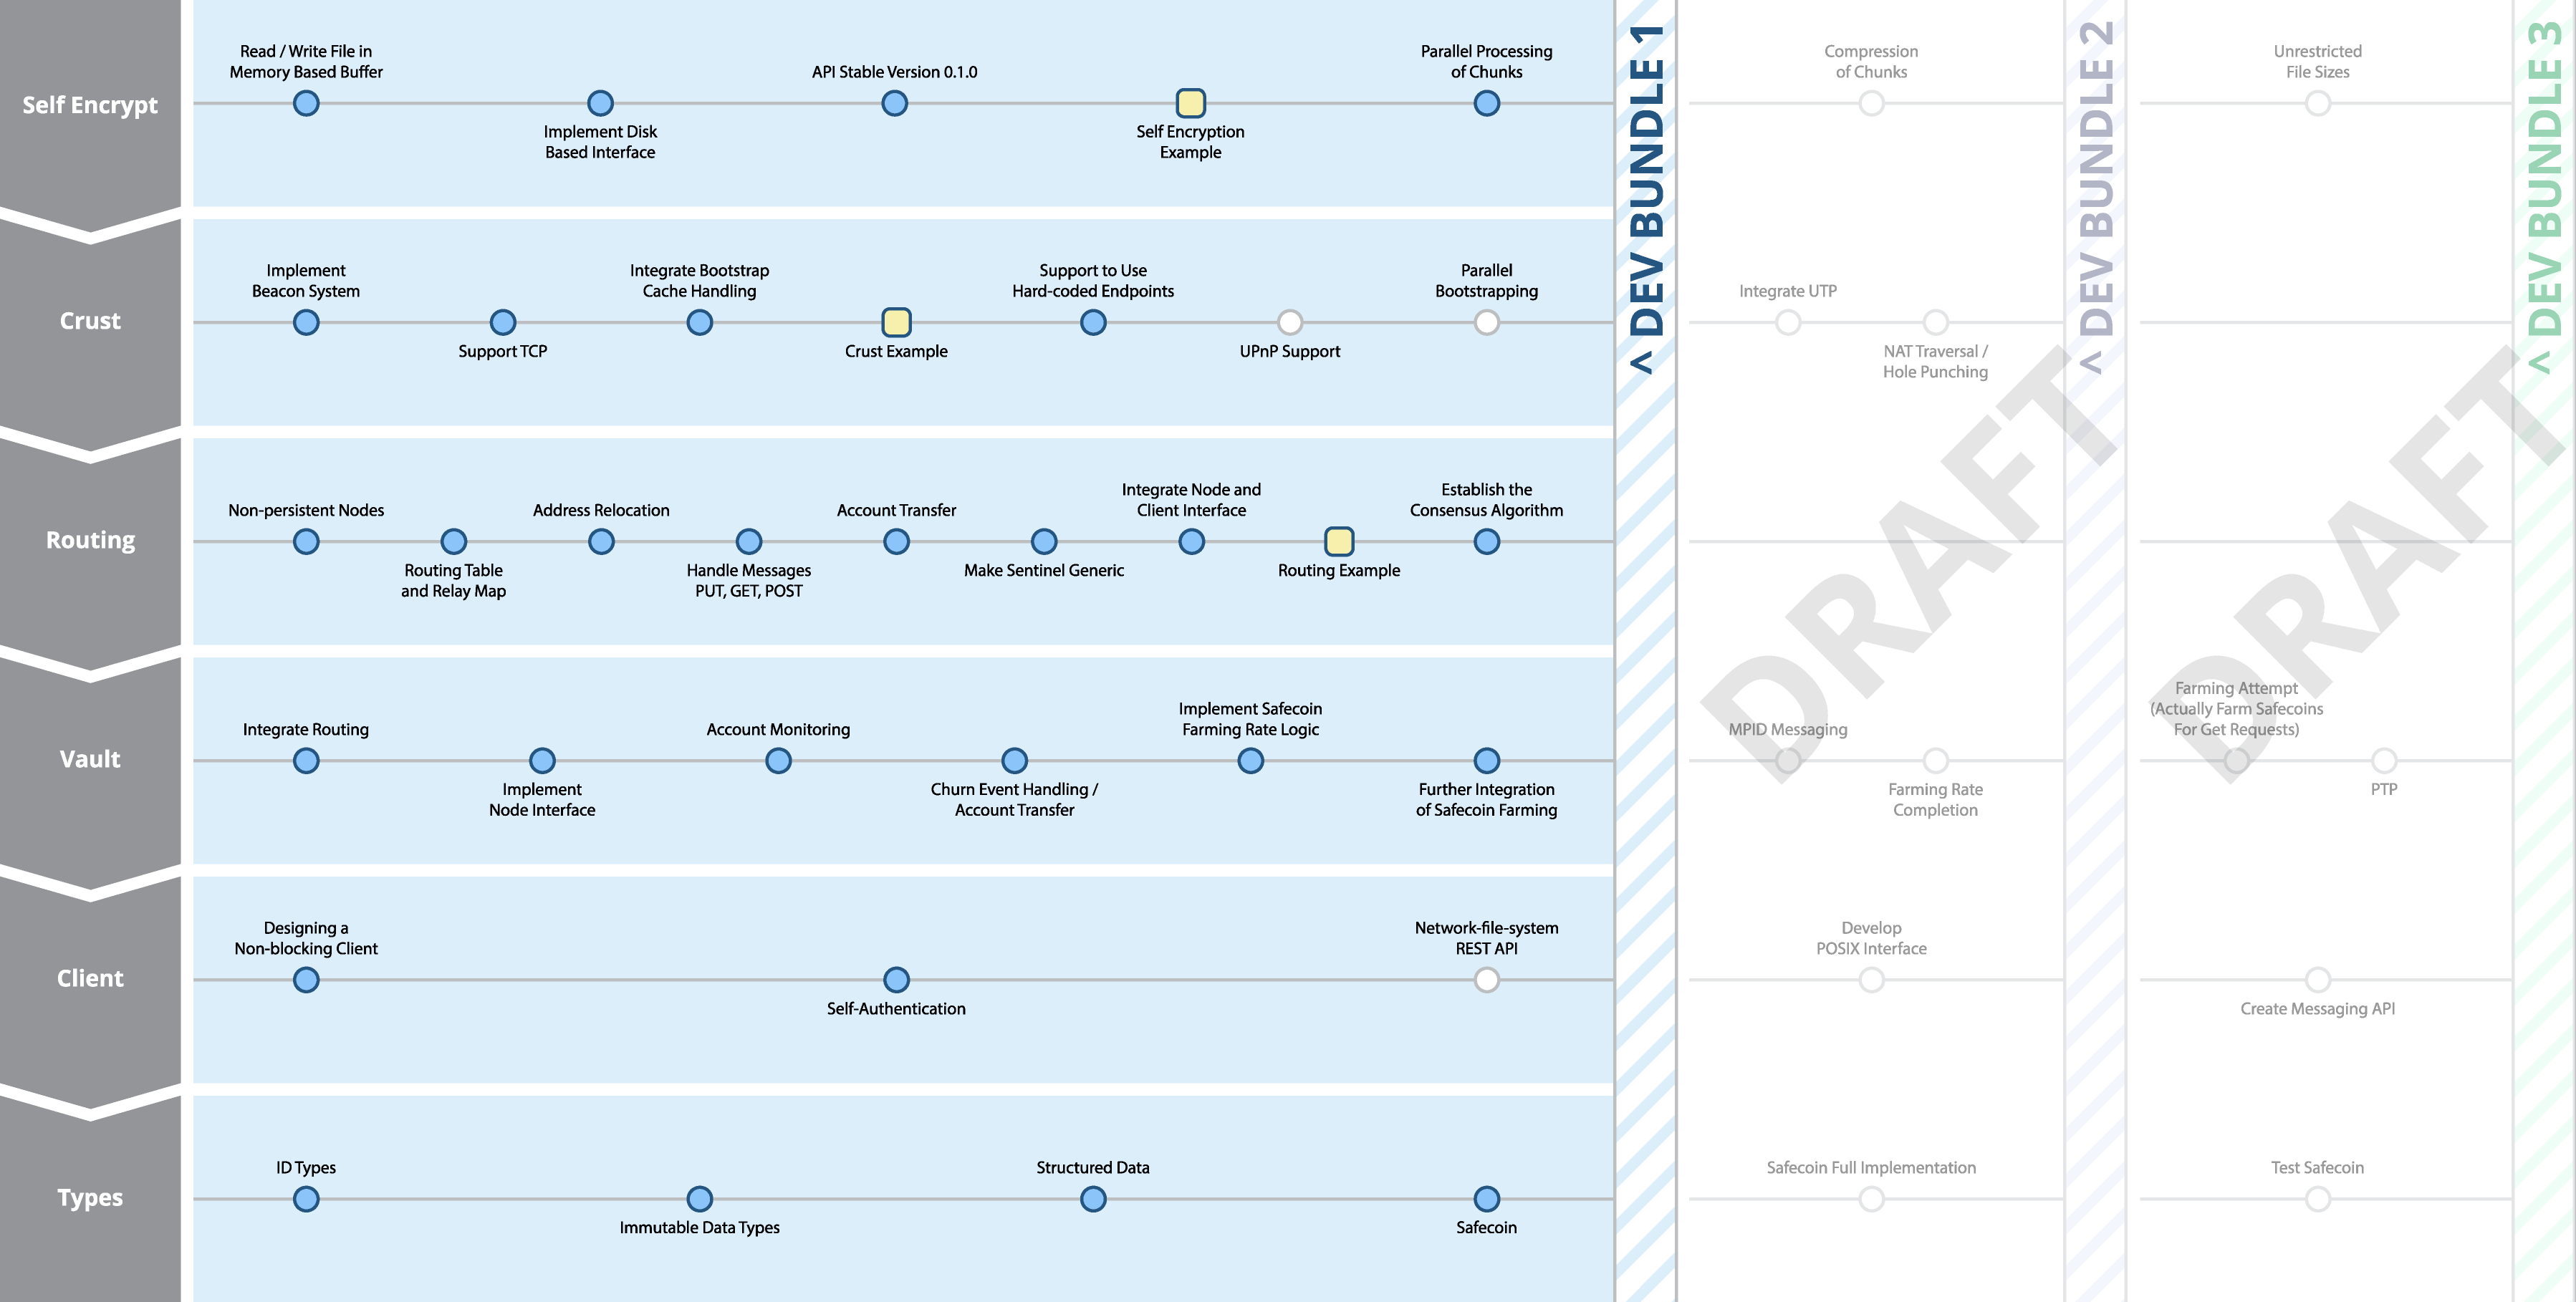 Self Encrypt
Read / Write File in
Memory Based Buffer
Implement Disk
Based Interface
API Stable Version 0.1.0
Self Encryption
Example
Parallel Processing
of Chunks
Compression
of Chunks
Unrestricted
File Sizes
Crust
Implement
Beacon System
Support TCP
Integrate Bootstrap
Cache Handling
Crust Example
Support to Use
Hard-coded Endpoints
UPnP Support
Parallel
Bootstrapping
Integrate UTP
NAT Traversal /
Hole Punching
Routing
Non-persistent Nodes
Routing Table
and Relay Map
Address Relocation
Handle Messages
PUT, GET, POST
Account Transfer
Make Sentinel Generic
Integrate Node and
Client Interface
Routing Example
Establish the
Consensus Algorithm
Vault
Integrate Routing
Implement
Node Interface
Account Monitoring
Churn Event Handling /
Account Transfer
Implement Safecoin
Farming Rate Logic
Further Integration
of Safecoin Farming
MPID Messaging
Farming Rate
Completion
Farming Attempt
(Actually Farm Safecoins
For Get Requests)
PTP
Client
Designing a
Non-blocking Client
Self-Authentication
Network-file-system
REST API
Develop
POSIX Interface
Create Messaging API
Types
ID Types
Immutable Data Types
Structured Data
Safecoin
Safecoin Full Implementation
Test Safecoin
< DEV BUNDLE 1
< DEV BUNDLE 2
< DEV BUNDLE 3
DRAFT
DRAFT